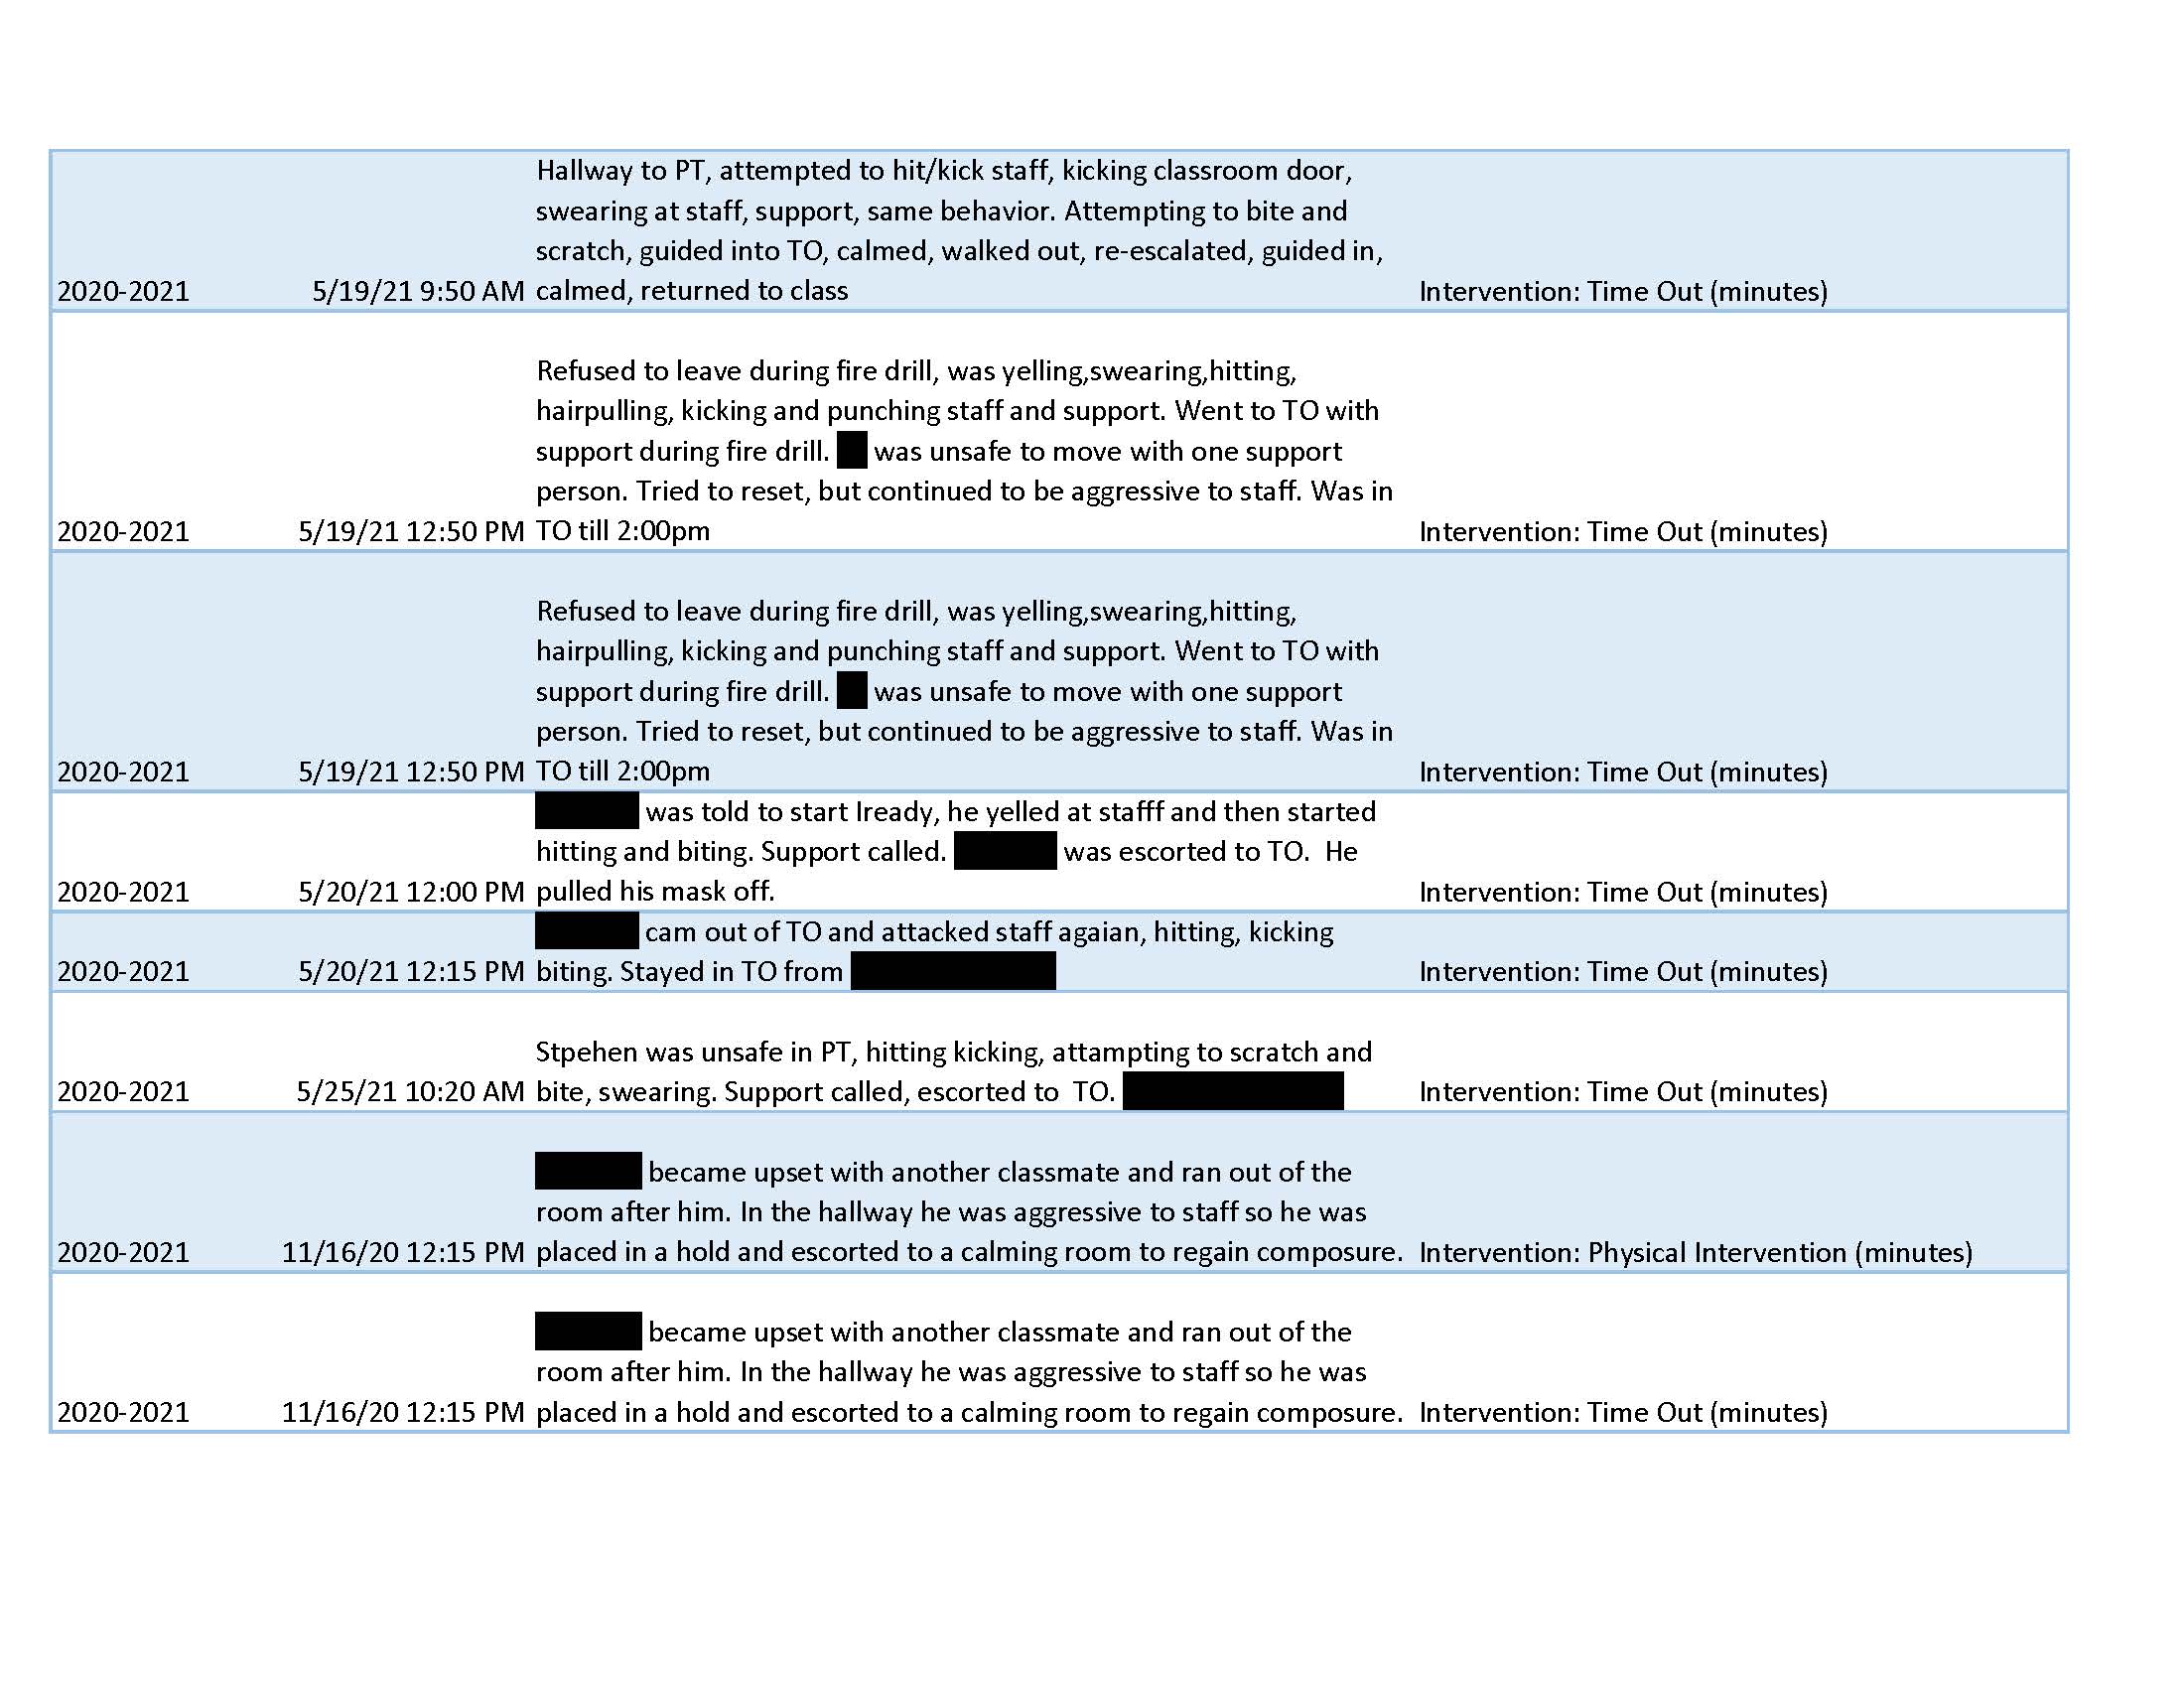 Hallway to PT, attempted to hit/kick staff, kicking classroom door,
swearing at staff, support, same behavior. Attempting to bite and
scratch, guided into TO, calmed, walked out, re-escalated, guided in,
2020-2021 5/19/21 9:50 AM calmed, returned to class Intervention: Time Out (minutes)
Refused to leave during fire drill, was yelling,swearing,hitting,
hairpulling, kicking and punching staff and support. Went to TO with
support during fire drill. was unsafe to move with one support
person. Tried to reset, but continued to be aggressive to staff. Was in
2020-2021 5/19/21 12:50 PM TO till 2:00pm Intervention: Time Out (minutes)
Refused to leave during fire drill, was yelling,swearing,hitting,
hairpulling, kicking and punching staff and support. Went to TO with
support during fire drill. was unsafe to move with one support
person. Tried to reset, but continued to be aggressive to staff. Was in
2020-2021 5/19/21 12:50 PM TO till 2:00pm Intervention: Time Out (minutes)
was told to start Iready, he yelled at stafff and then started
hitting and biting. Support called. was escorted to TO. He
2020-2021 5/20/21 12:00 PM pulled his mask off. Intervention: Time Out (minutes)
cam out of TO and attacked staff agaian, hitting, kicking
2020-2021 5/20/21 12:15 PM biting. Stayed in TO from Intervention: Time Out (minutes)
Stpehen was unsafe in PT, hitting kicking, attampting to scratch and
2020-2021 5/25/21 10:20 AM bite, swearing. Support called, escorted to TO. Intervention: Time Out (minutes)
became upset with another classmate and ran out of the
room after him. In the hallway he was aggressive to staff so he was
2020-2021 11/16/20 12:15 PM placed in a hold and escorted to a calming room to regain composure. Intervention: Physical Intervention (minutes)
became upset with another classmate and ran out of the
room after him. In the hallway he was aggressive to staff so he was
2020-2021 11/16/20 12:15 PM placed in a hold and escorted to a calming room to regain composure. Intervention: Time Out (minutes)